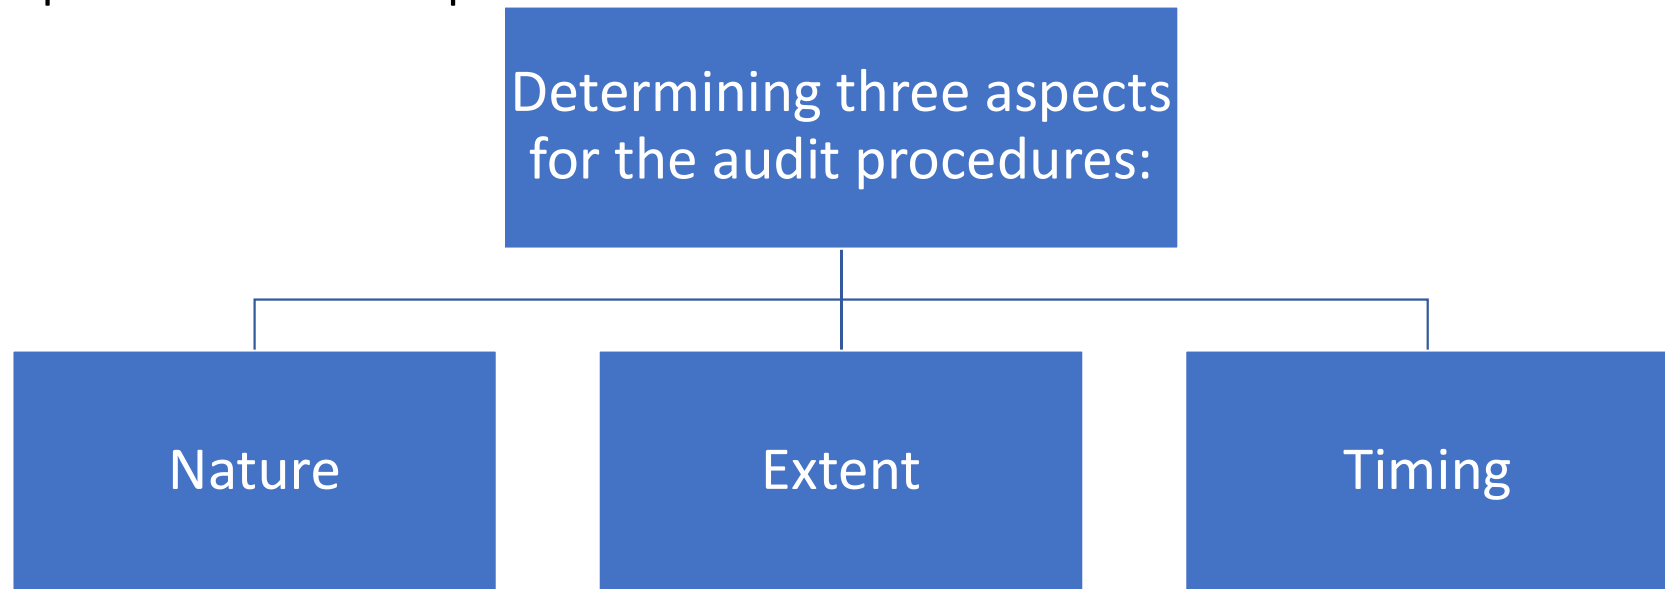 Determining three aspects
for the audit procedures:
Nature
Extent
Timing